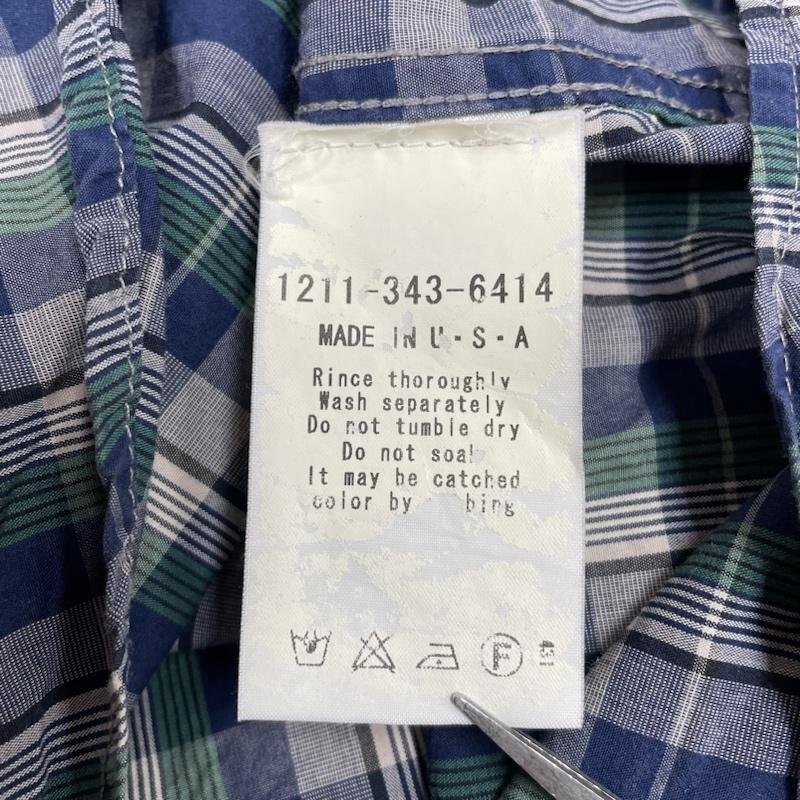 1211-343-6414
MADE IN U・S・A
Rince thoroughly
Wash separately
Do not tumble dry
Do not
It may be catched
color by
F